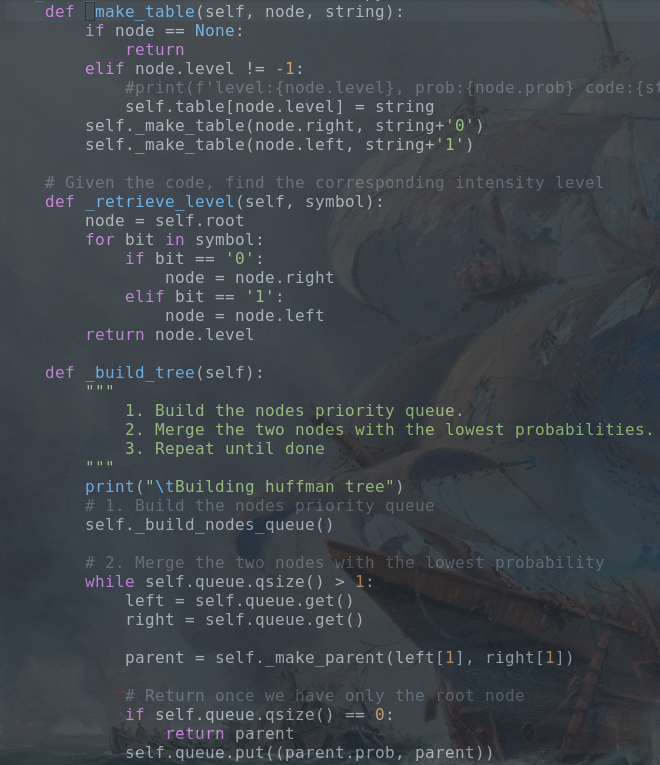 def _make_table(self, node, string):
    if node == None:
        return
    elif node.level != -1:
        #print(f'level:{node.level}, prob:{node.prob} code:{st
        self.table[node.level] = string
    self._make_table(node.right, string+'0')
    self._make_table(node.left, string+'1')

# Given the code, find the corresponding intensity level
def _retrieve_level(self, symbol):
    node = self.root
    for bit in symbol:
        if bit == '0':
            node = node.right
        elif bit == '1':
            node = node.left
    return node.level

def _build_tree(self):
    """
        1. Build the nodes priority queue.
        2. Merge the two nodes with the lowest probabilities.
        3. Repeat until done
    """
    print("\tBuilding huffman tree")
    # 1. Build the nodes priority queue
    self._build_nodes_queue()

    # 2. Merge the two nodes with the lowest probability
    while self.queue.qsize() > 1:
        left = self.queue.get()
        right = self.queue.get()

        parent = self._make_parent(left[1], right[1])

        # Return once we have only the root node
        if self.queue.qsize() == 0:
            return parent
        self.queue.put((parent.prob, parent))